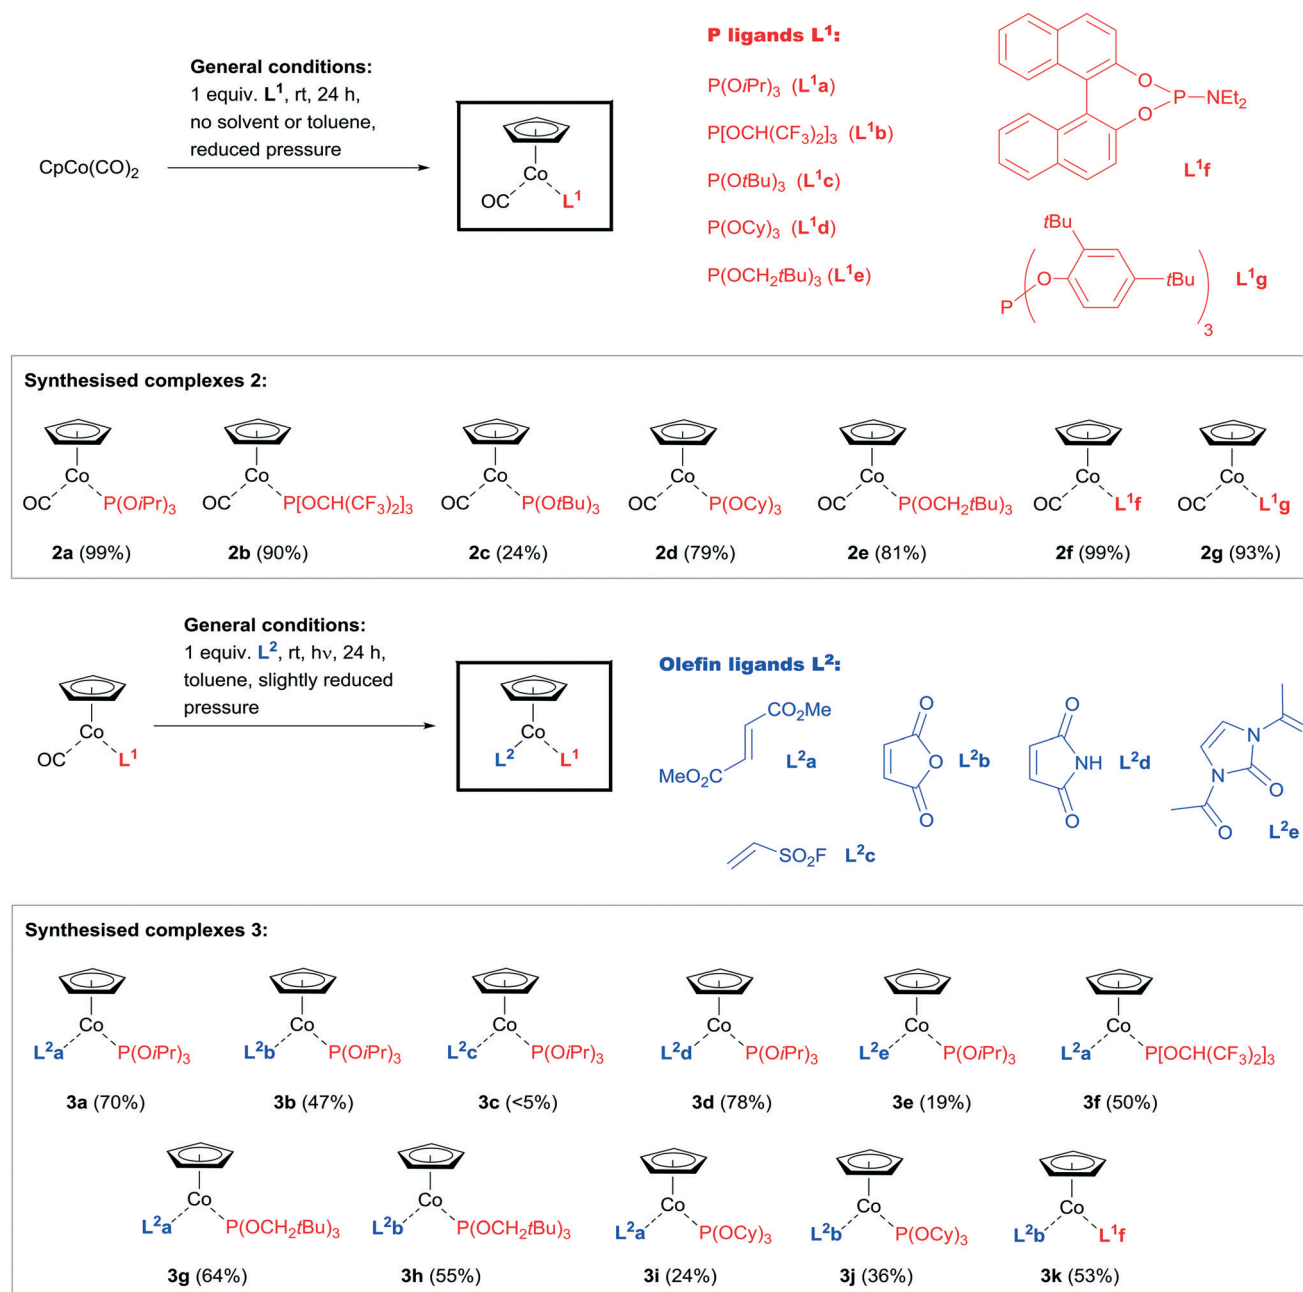 General conditions:
1 equiv. L¹, rt, 24 h,
no solvent or toluene,
reduced pressure
CpCo(CO)₂
Co
OC
L¹
P ligands L¹:
P(OiPr)₃ (L¹a)
P[OCH(CF₃)₂]₃ (L¹b)
P(OtBu)₃ (L¹c)
P(OCy)₃ (L¹d)
P(OCH₂tBu)₃ (L¹e)
O
O
P
NEt₂
L¹f
tBu
O
tBu
P
3
L¹g
Synthesised complexes 2:
Co Co Co Co Co Co Co
OC P(OiPr)₃ OC P[OCH(CF₃)₂]₃ OC P(OtBu)₃ OC P(OCy)₃ OC P(OCH₂tBu)₃ OC L¹f OC L¹g
2a (99%) 2b (90%) 2c (24%) 2d (79%) 2e (81%) 2f (99%) 2g (93%)
General conditions:
1 equiv. L², rt, hν, 24 h,
toluene, slightly reduced
pressure
Co
OC
L¹
Co
L²
L¹
Olefin ligands L²:
CO₂Me
MeO₂C
L²a
O
O
O
L²b
O
NH
O
L²d
N
N
O
O
L²e
SO₂F
L²c
Synthesised complexes 3:
Co Co Co Co Co Co
L²a P(OiPr)₃ L²b P(OiPr)₃ L²c P(OiPr)₃ L²d P(OiPr)₃ L²e P(OiPr)₃ L²a P[OCH(CF₃)₂]₃
3a (70%) 3b (47%) 3c (<5%) 3d (78%) 3e (19%) 3f (50%)
Co Co Co Co Co
L²a P(OCH₂tBu)₃ L²b P(OCH₂tBu)₃ L²a P(OCy)₃ L²b P(OCy)₃ L²b L¹f
3g (64%) 3h (55%) 3i (24%) 3j (36%) 3k (53%)